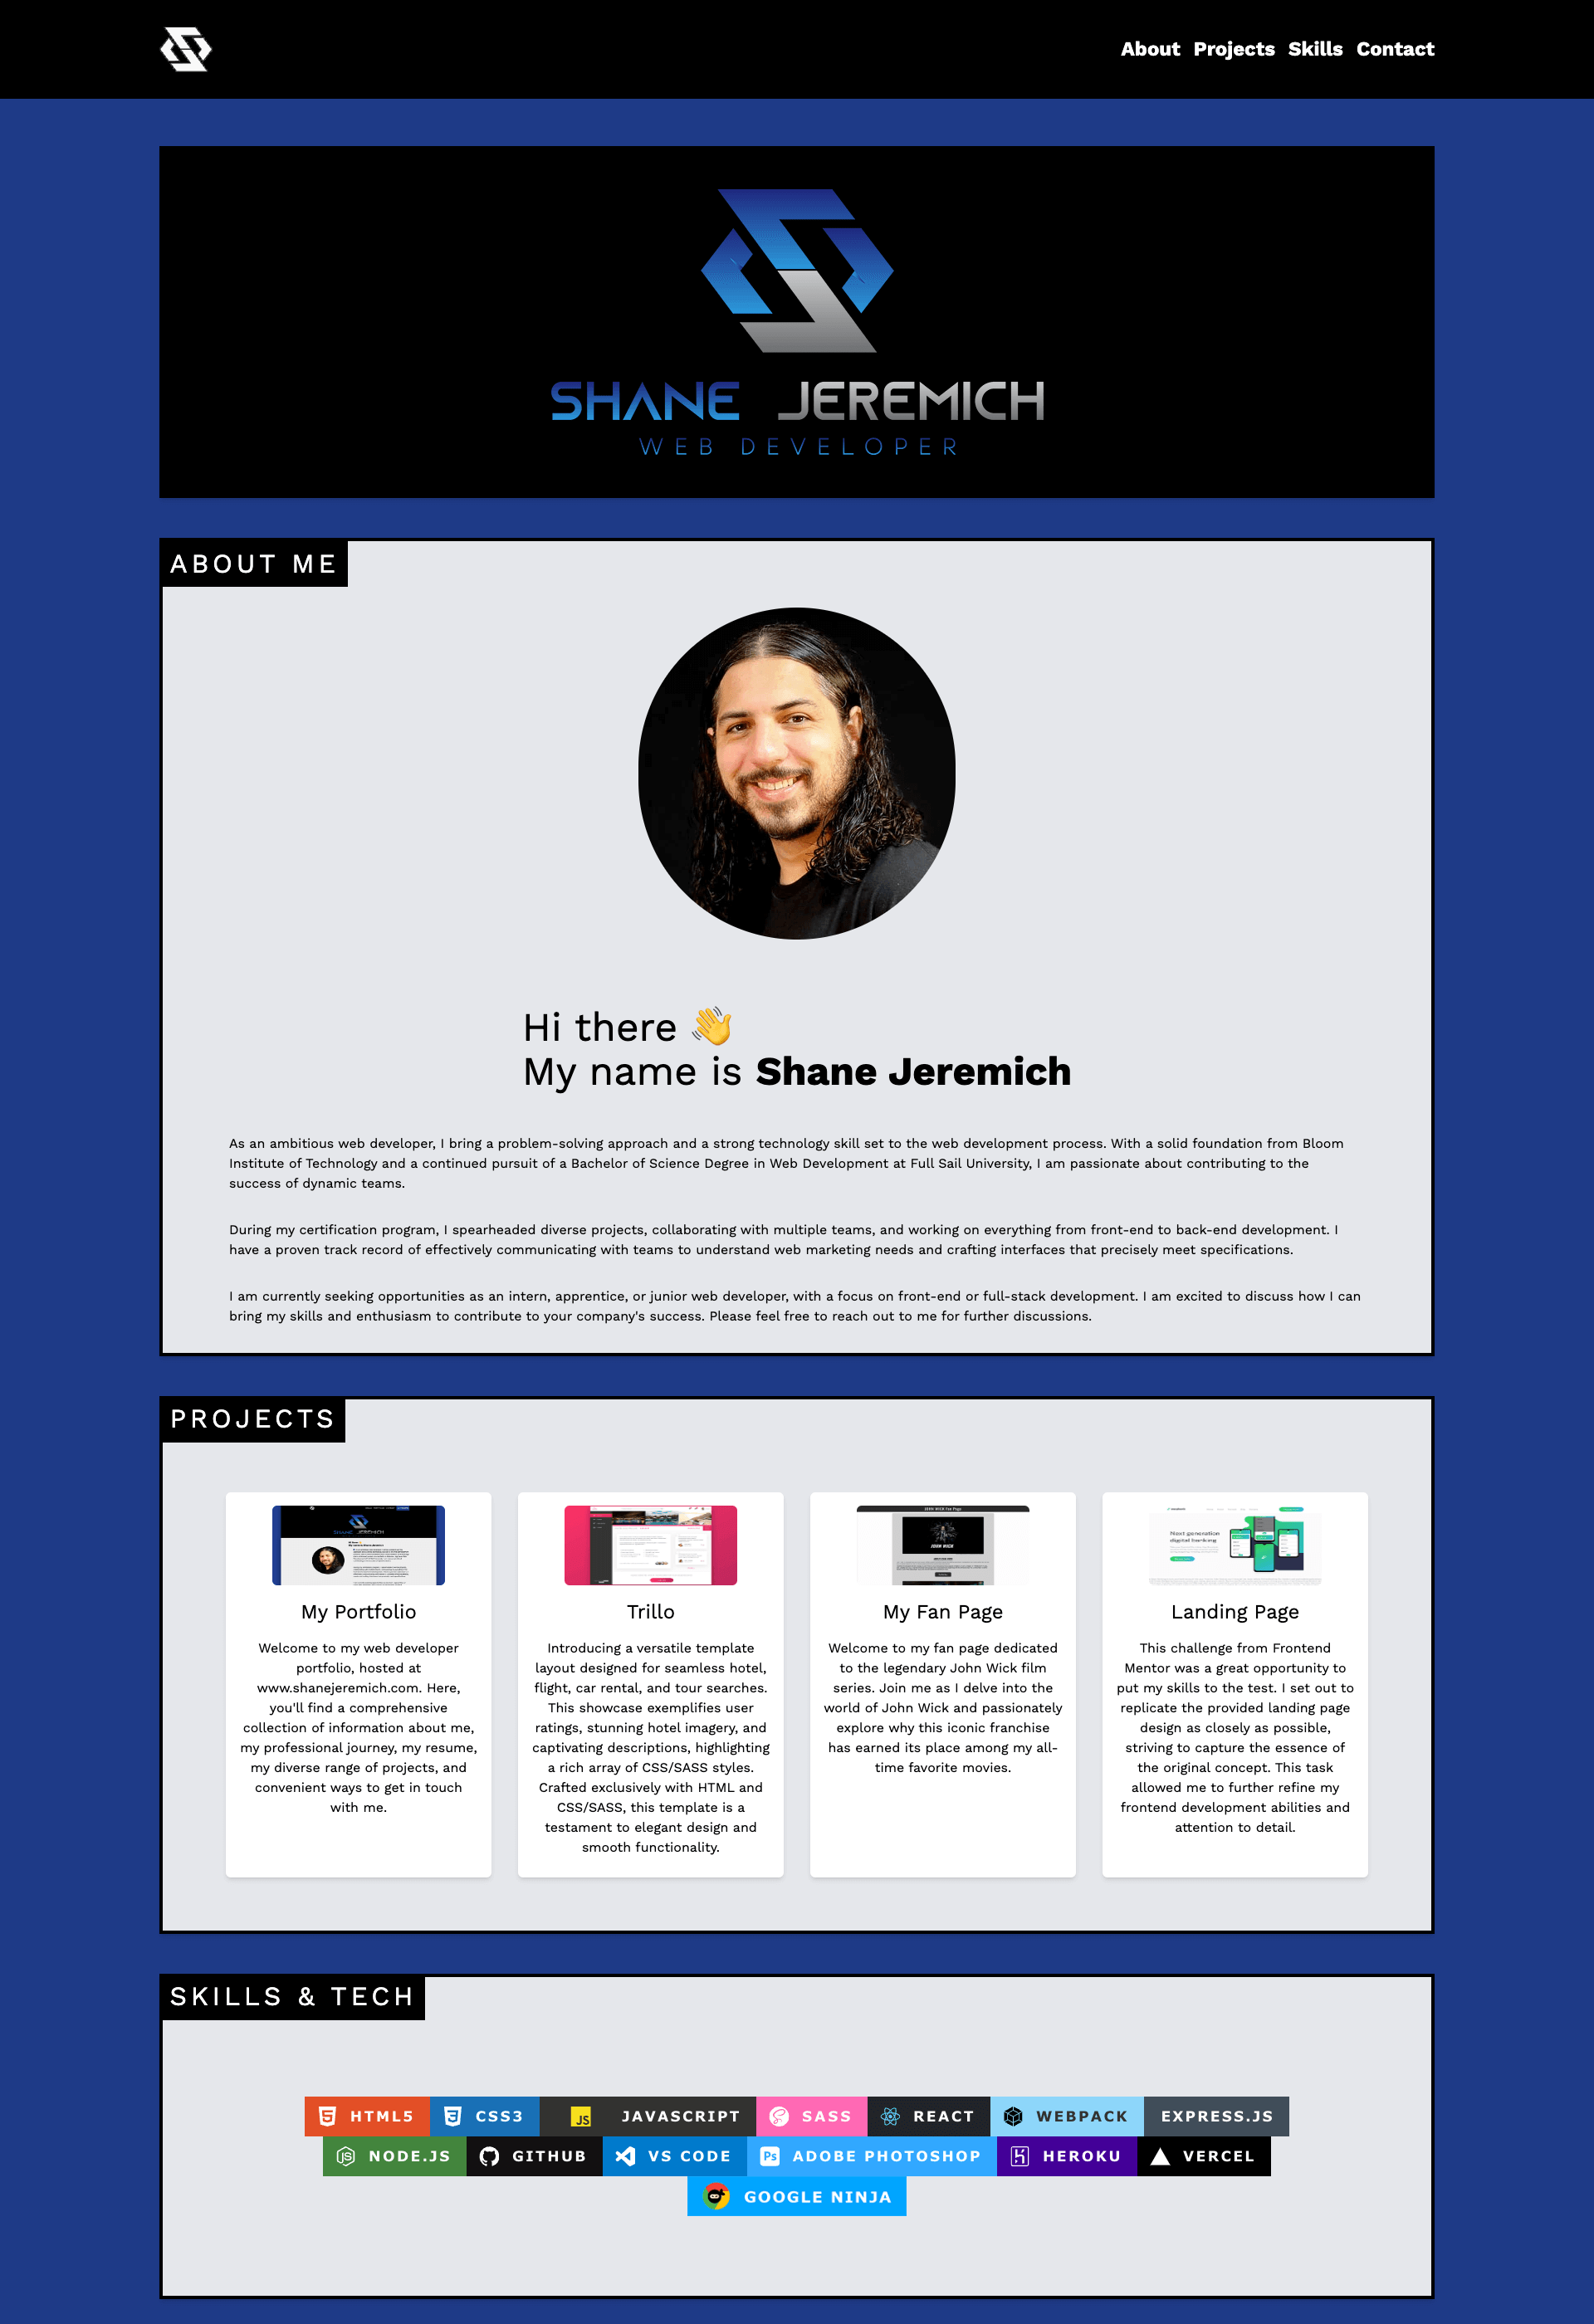 About Projects Skills Contact
SHANE JEREMICH
WEB DEVELOPER
ABOUT ME
Hi there 👋
My name is Shane Jeremich
As an ambitious web developer, I bring a problem-solving approach and a strong technology skill set to the web development process. With a solid foundation from Bloom
Institute of Technology and a continued pursuit of a Bachelor of Science Degree in Web Development at Full Sail University, I am passionate about contributing to the
success of dynamic teams.
During my certification program, I spearheaded diverse projects, collaborating with multiple teams, and working on everything from front-end to back-end development. I
have a proven track record of effectively communicating with teams to understand web marketing needs and crafting interfaces that precisely meet specifications.
I am currently seeking opportunities as an intern, apprentice, or junior web developer, with a focus on front-end or full-stack development. I am excited to discuss how I can
bring my skills and enthusiasm to contribute to your company's success. Please feel free to reach out to me for further discussions.
PROJECTS
SHANE JEREMICH
My Portfolio
Welcome to my web developer
portfolio, hosted at
www.shanejeremich.com. Here,
you'll find a comprehensive
collection of information about me,
my professional journey, my resume,
my diverse range of projects, and
convenient ways to get in touch
with me.
Trillo
Introducing a versatile template
layout designed for seamless hotel,
flight, car rental, and tour searches.
This showcase exemplifies user
ratings, stunning hotel imagery, and
captivating descriptions, highlighting
a rich array of CSS/SASS styles.
Crafted exclusively with HTML and
CSS/SASS, this template is a
testament to elegant design and
smooth functionality.
JOHN WICK Fan Page
JOHN WICK
My Fan Page
Welcome to my fan page dedicated
to the legendary John Wick film
series. Join me as I delve into the
world of John Wick and passionately
explore why this iconic franchise
has earned its place among my all-
time favorite movies.
Next generation
digital banking
Landing Page
This challenge from Frontend
Mentor was a great opportunity to
put my skills to the test. I set out to
replicate the provided landing page
design as closely as possible,
striving to capture the essence of
the original concept. This task
allowed me to further refine my
frontend development abilities and
attention to detail.
SKILLS & TECH
HTML5 CSS3 JS JAVASCRIPT SASS REACT WEBPACK EXPRESS.JS
NODE.JS GITHUB VS CODE Ps ADOBE PHOTOSHOP HEROKU VERCEL
GOOGLE NINJA